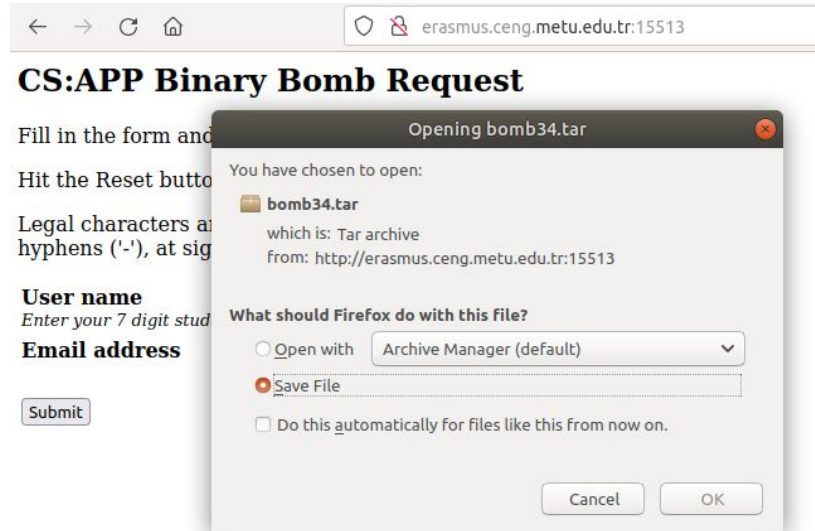 erasmus.ceng.metu.edu.tr:15513
CS:APP Binary Bomb Request
Fill in the form and
Hit the Reset butto
Legal characters a
hyphens ('-'), at sig
User name
Enter your 7 digit stud
Email address
Submit
Opening bomb34.tar
You have chosen to open:
bomb34.tar
which is: Tar archive
from: http://erasmus.ceng.metu.edu.tr:15513
What should Firefox do with this file?
Open with Archive Manager (default)
Save File
Do this automatically for files like this from now on.
Cancel OK